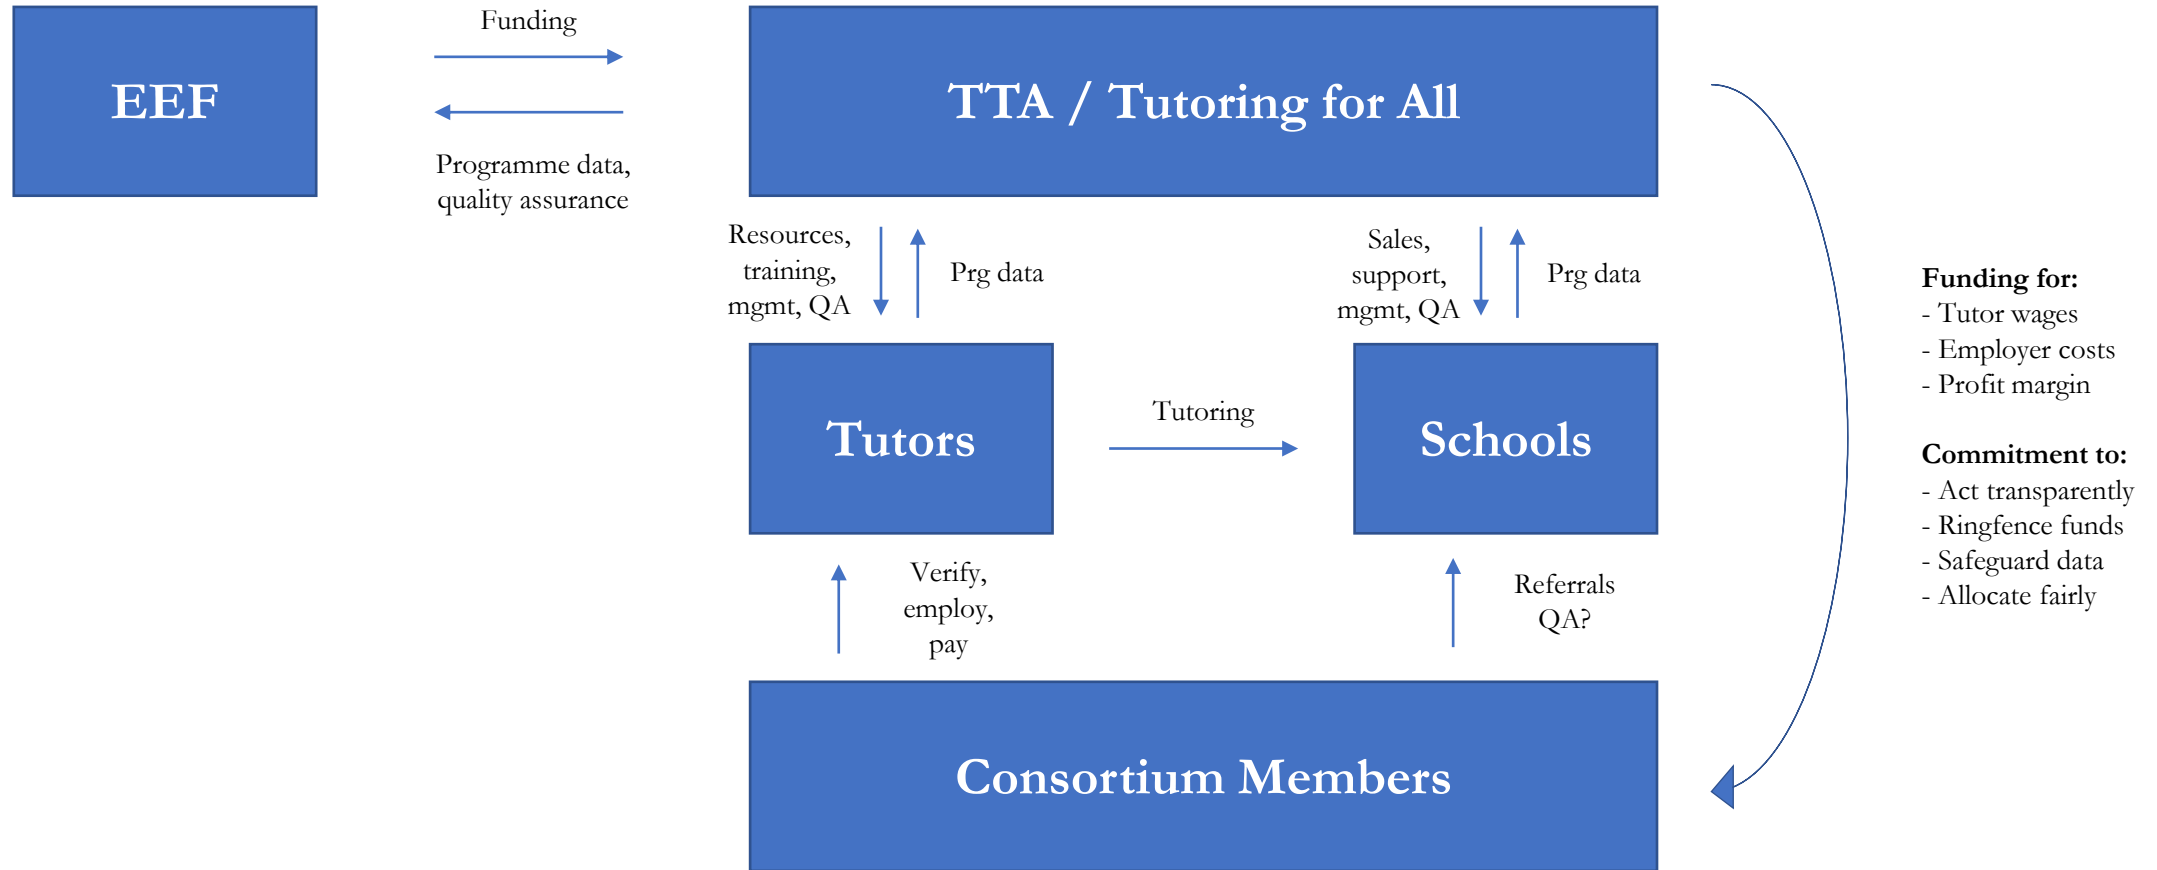 EEF
Funding
Programme data,
quality assurance
TTA / Tutoring for All
Resources,
training,
mgmt, QA
Prg data
Sales,
support,
mgmt, QA
Prg data
Tutors
Tutoring
Schools
Verify,
employ,
pay
Referrals
QA?
Consortium Members
Funding for:
- Tutor wages
- Employer costs
- Profit margin
Commitment to:
- Act transparently
- Ringfence funds
- Safeguard data
- Allocate fairly